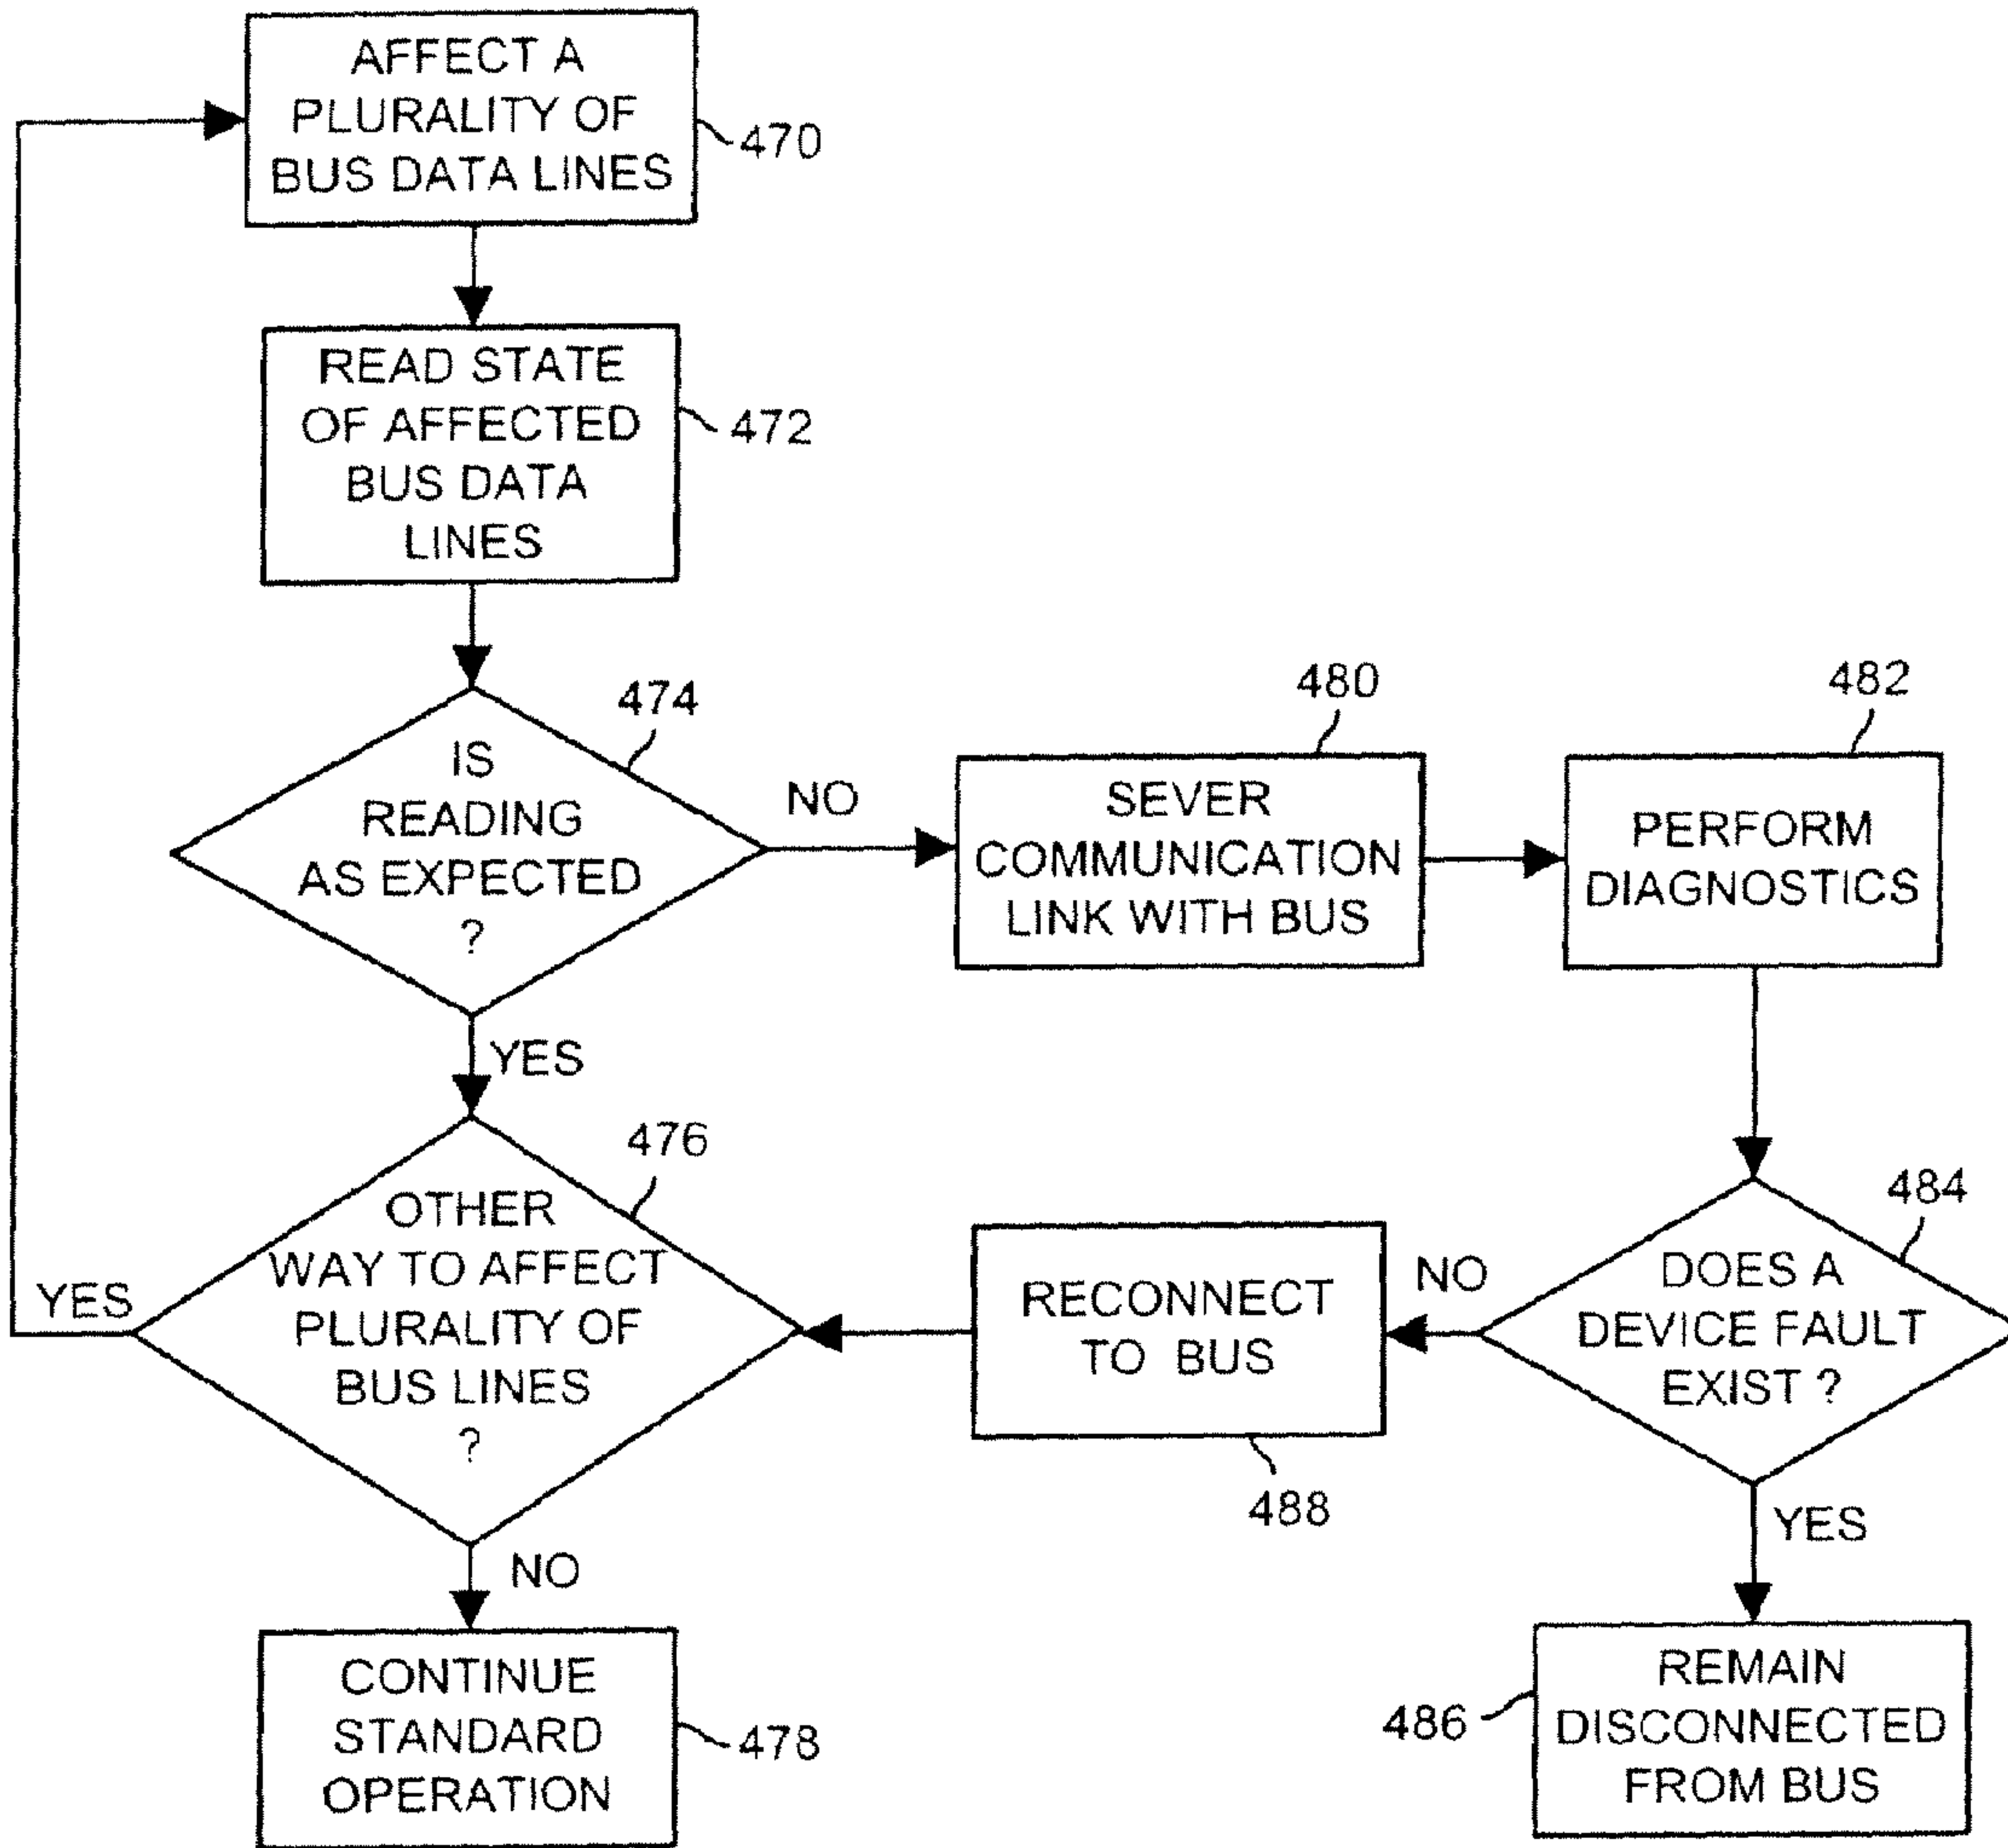 AFFECT A
PLURALITY OF
BUS DATA LINES
470
READ STATE
OF AFFECTED
BUS DATA
LINES
472
IS
READING
AS EXPECTED
?
474
NO
YES
SEVER
COMMUNICATION
LINK WITH BUS
480
PERFORM
DIAGNOSTICS
482
OTHER
WAY TO AFFECT
PLURALITY OF
BUS LINES
?
476
YES
NO
RECONNECT
TO BUS
488
NO
DOES A
DEVICE FAULT
EXIST ?
484
YES
CONTINUE
STANDARD
OPERATION
478
REMAIN
DISCONNECTED
FROM BUS
486